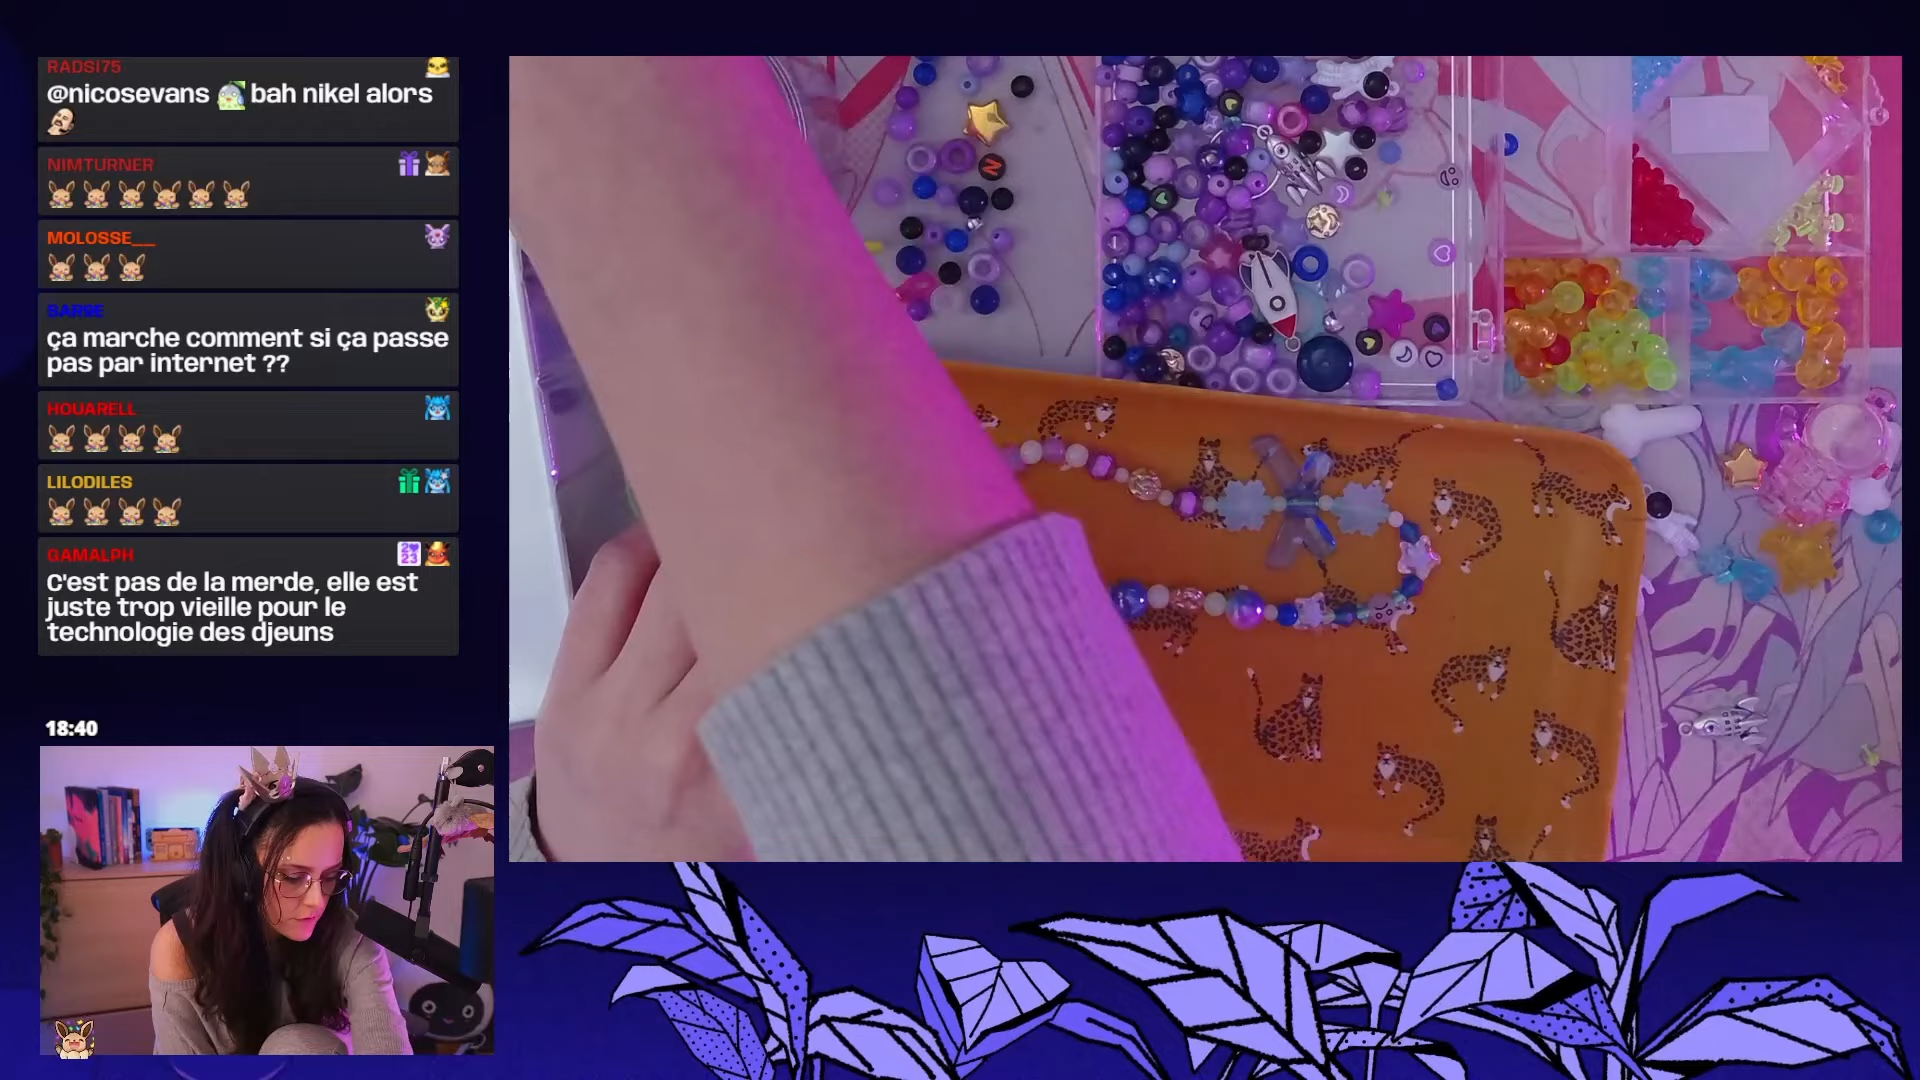 RADSI75
@nicosevans bah nikel alors
NIMTURNER
MOLOSSE__
BARBE
ça marche comment si ça passe
pas par internet ??
HOUARELL
LILODILES
GAMALPH
C'est pas de la merde, elle est
juste trop vieille pour le
technologie des djeuns
18:40